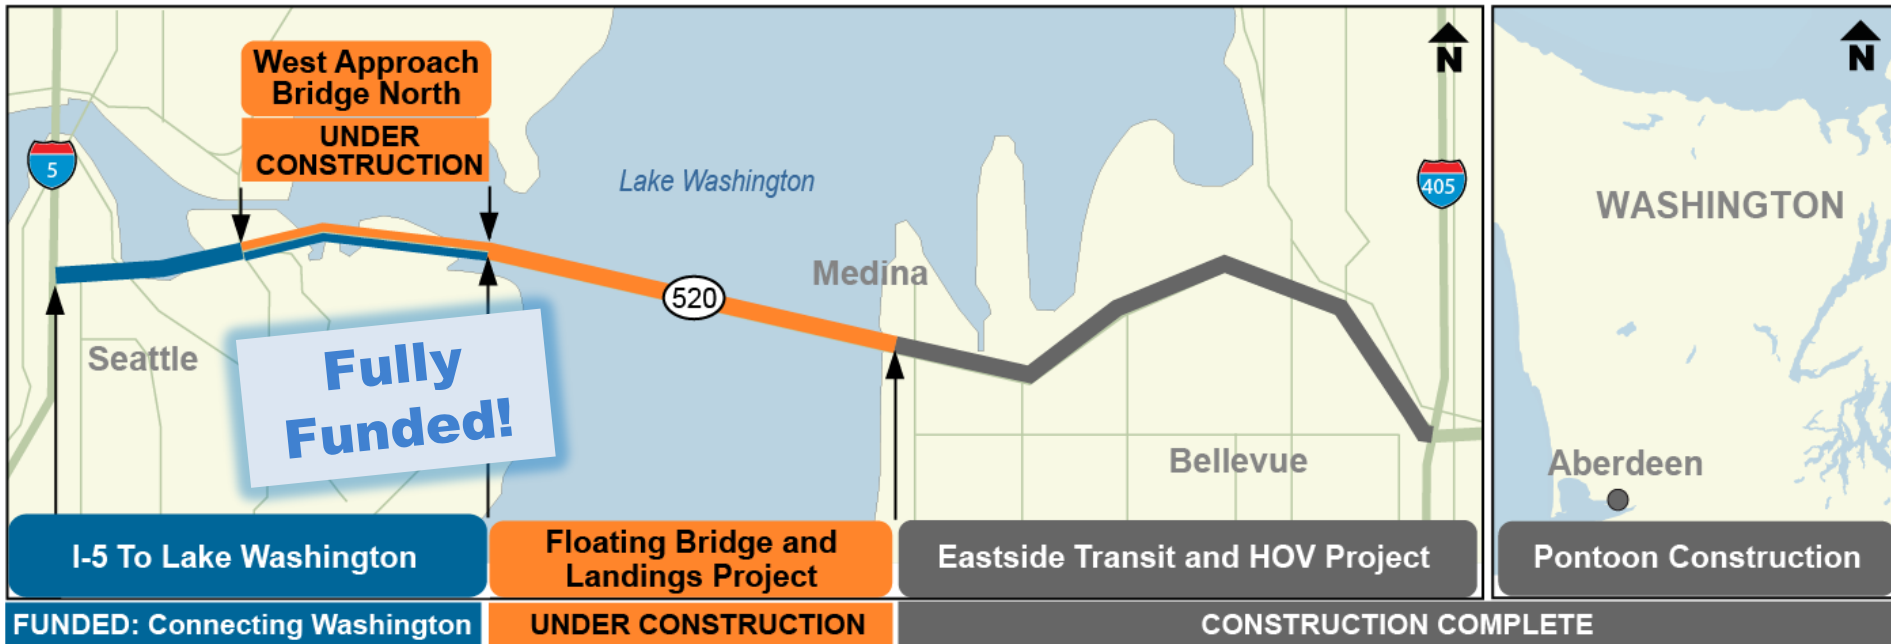 West Approach
Bridge North
UNDER
CONSTRUCTION
N
N
5
Lake Washington
405
WASHINGTON
Medina
520
Seattle
Fully
Funded!
Bellevue
Aberdeen
I-5 To Lake Washington
Floating Bridge and
Landings Project
Eastside Transit and HOV Project
Pontoon Construction
FUNDED: Connecting Washington
UNDER CONSTRUCTION
CONSTRUCTION COMPLETE